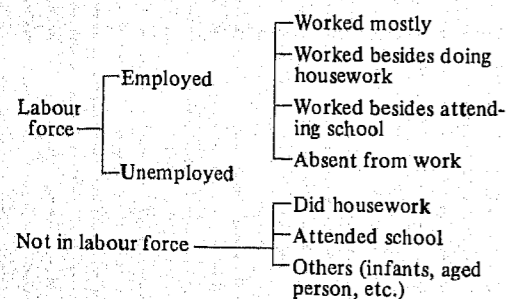 Worked mostly
Worked besides doing
housework
Employed
Labour
force
Worked besides attend-
ing school
Absent from work
Unemployed
Did housework
Not in labour force
Attended school
Others (infants, aged
person, etc.)